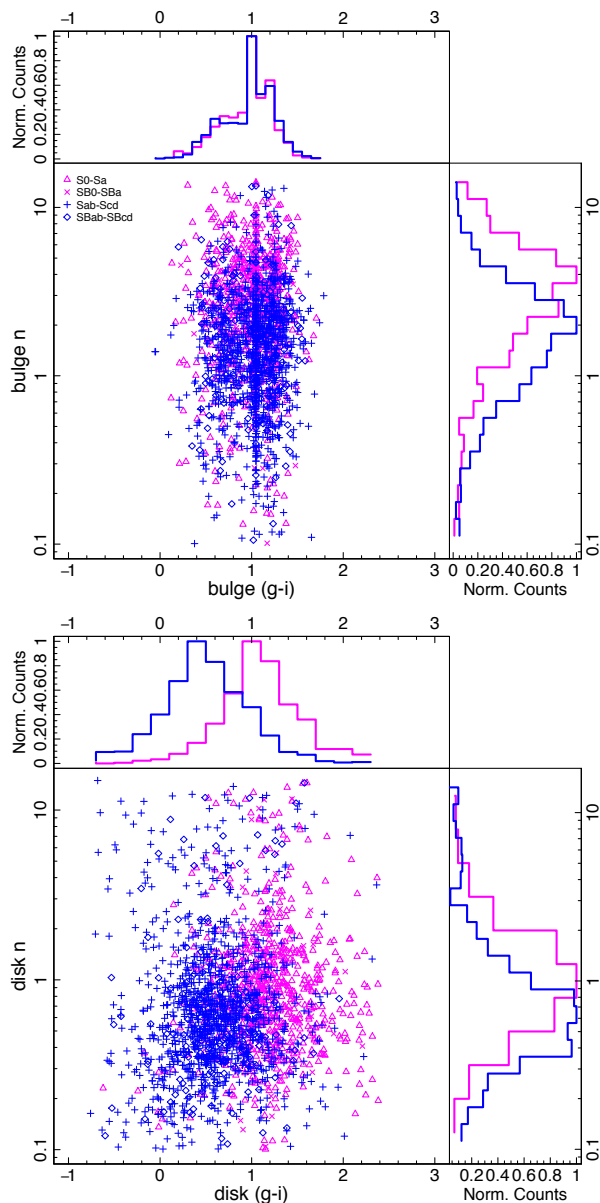 −1 0 1 2 3
Norm. Counts
0 0.2 0.4 0.6 0.8 1
S0-Sa
SB0-SBa
Sab-Scd
SBab-SBcd
bulge n
0.1 1 10
0.1 1 10
−1 0 1 2 3
bulge (g-i)
0 0.2 0.4 0.6 0.8 1
Norm. Counts
−1 0 1 2 3
Norm. Counts
0 0.2 0.4 0.6 0.8 1
disk n
0.1 1 10
0.1 1 10
−1 0 1 2 3
disk (g-i)
0.2 0.4 0.6 0.8 1
Norm. Counts